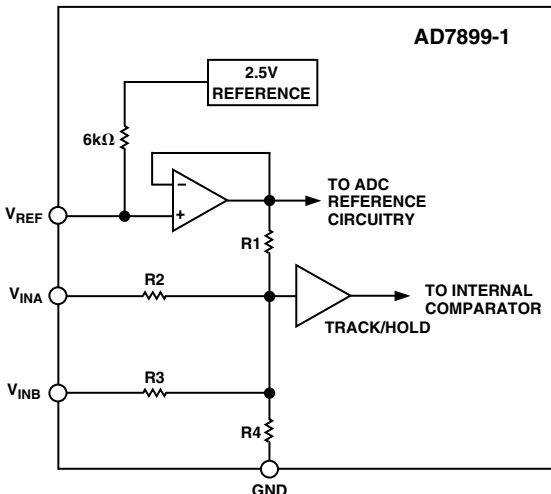 AD7899-1
2.5V
REFERENCE
6kΩ
−
+
TO ADC
REFERENCE
CIRCUITRY
VREF
R1
VINA
R2
TRACK/HOLD
TO INTERNAL
COMPARATOR
VINB
R3
R4
GND